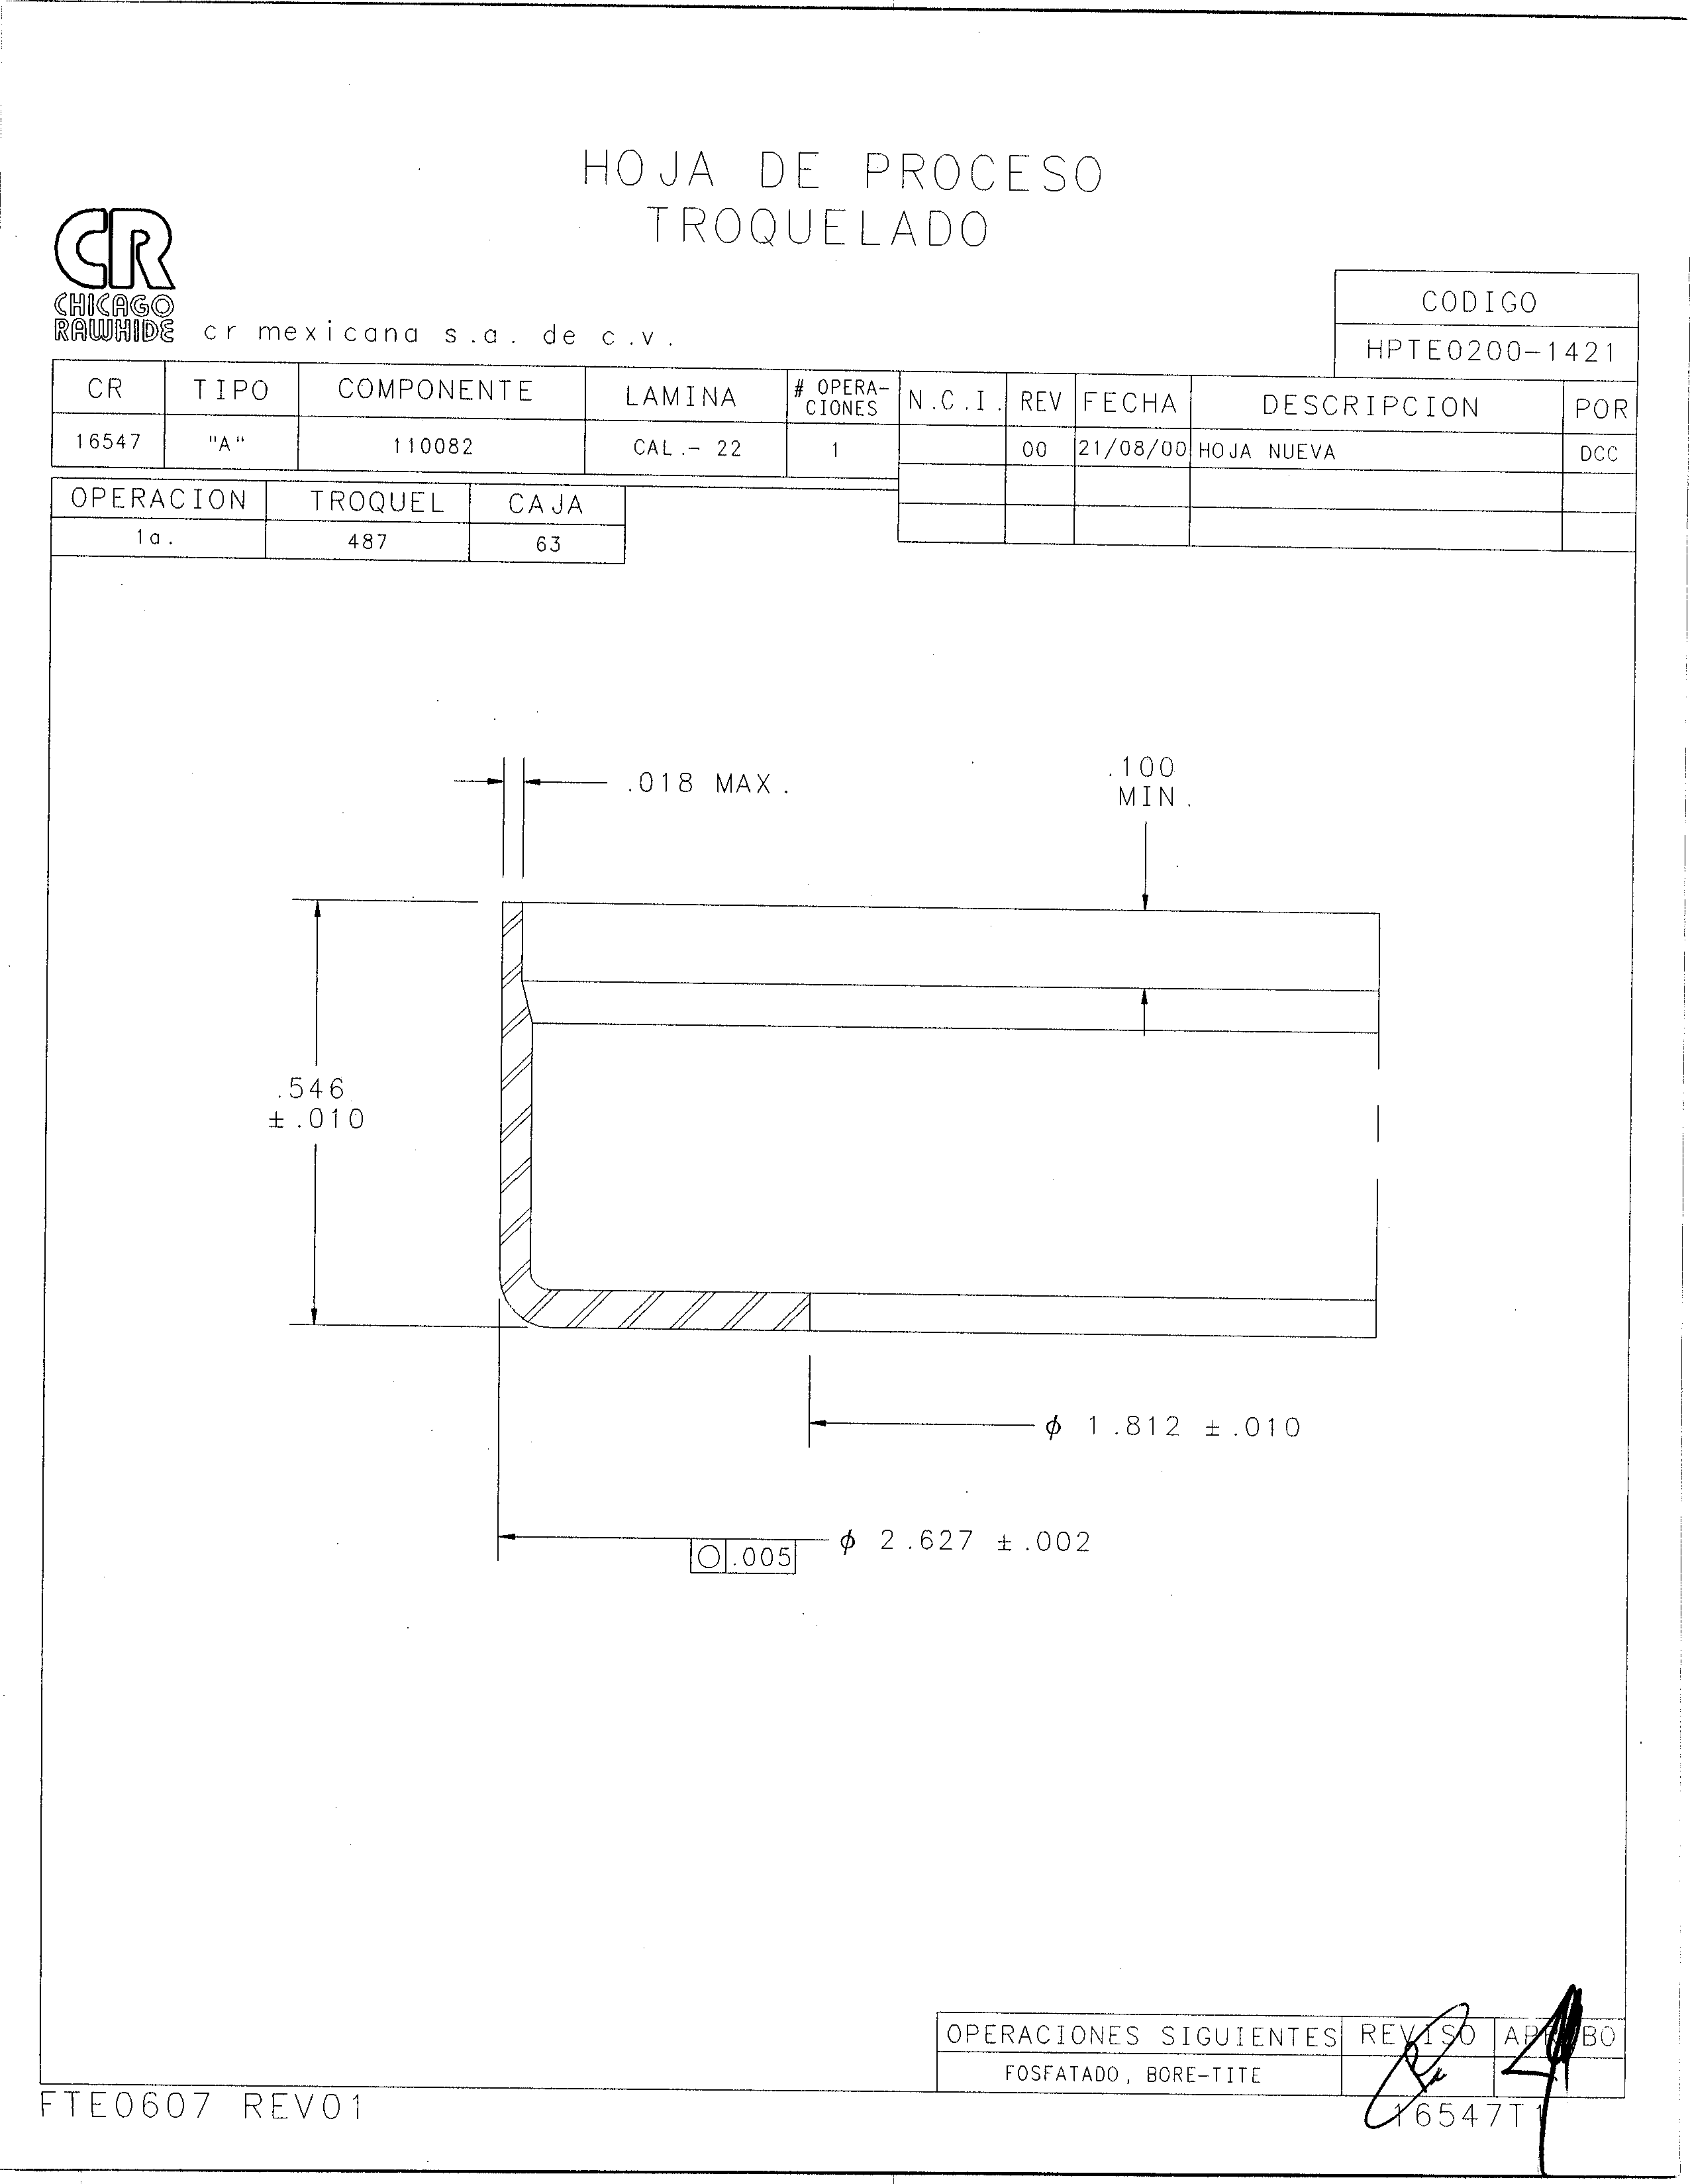 HOJA DE PROCESO
TROQUELADO
CR
CHICAGO
RAWHIDE
cr mexicana s.a. de c.v.
CODIGO
HPTE0200-1421
CR TIPO COMPONENTE LAMINA # OPERA-CIONES N.C.I. REV FECHA DESCRIPCION POR
16547 "A" 110082 CAL.- 22 1 00 21/08/00 HOJA NUEVA DCC
OPERACION TROQUEL CAJA
1a. 487 63
.018 MAX.
.100
MIN.
.546
±.010
ϕ 1.812 ±.010
ϕ 2.627 ±.002
○ .005
OPERACIONES SIGUIENTES REVISO APROBO
FOSFATADO, BORE-TITE
FTE0607 REV01
16547T1